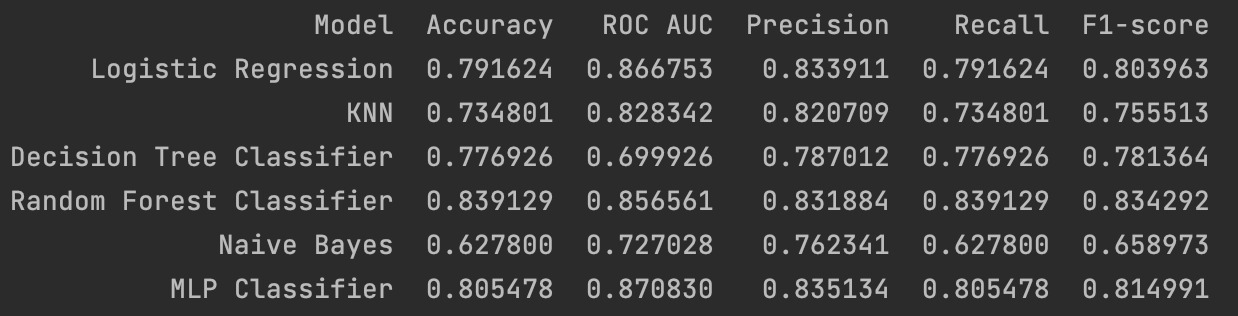 Model Accuracy ROC AUC Precision Recall F1-score
Logistic Regression 0.791624 0.866753 0.833911 0.791624 0.803963
KNN 0.734801 0.828342 0.820709 0.734801 0.755513
Decision Tree Classifier 0.776926 0.699926 0.787012 0.776926 0.781364
Random Forest Classifier 0.839129 0.856561 0.831884 0.839129 0.834292
Naive Bayes 0.627800 0.727028 0.762341 0.627800 0.658973
MLP Classifier 0.805478 0.870830 0.835134 0.805478 0.814991